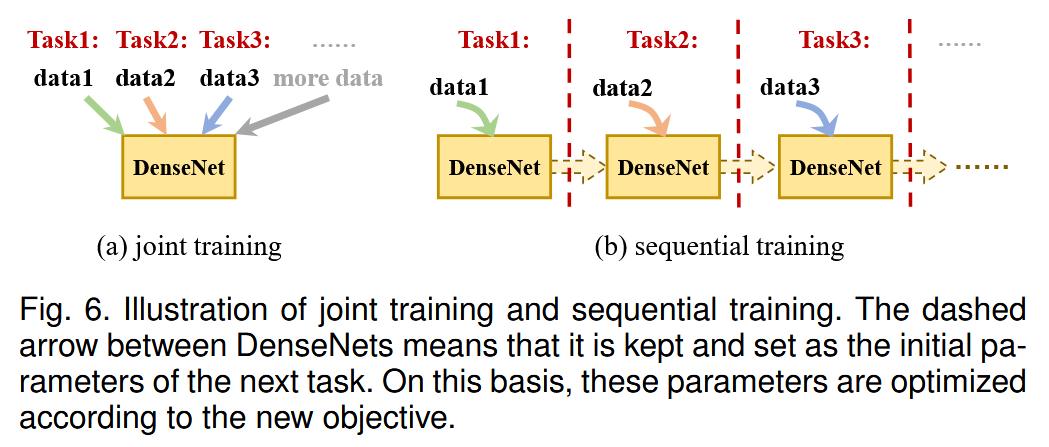 Task1: Task2: Task3: ......
data1 data2 data3 more data
DenseNet
(a) joint training
Task1: Task2: Task3: ......
data1 data2 data3
DenseNet DenseNet DenseNet ......
(b) sequential training
Fig. 6. Illustration of joint training and sequential training. The dashed
arrow between DenseNets means that it is kept and set as the initial pa-
rameters of the next task. On this basis, these parameters are optimized
according to the new objective.